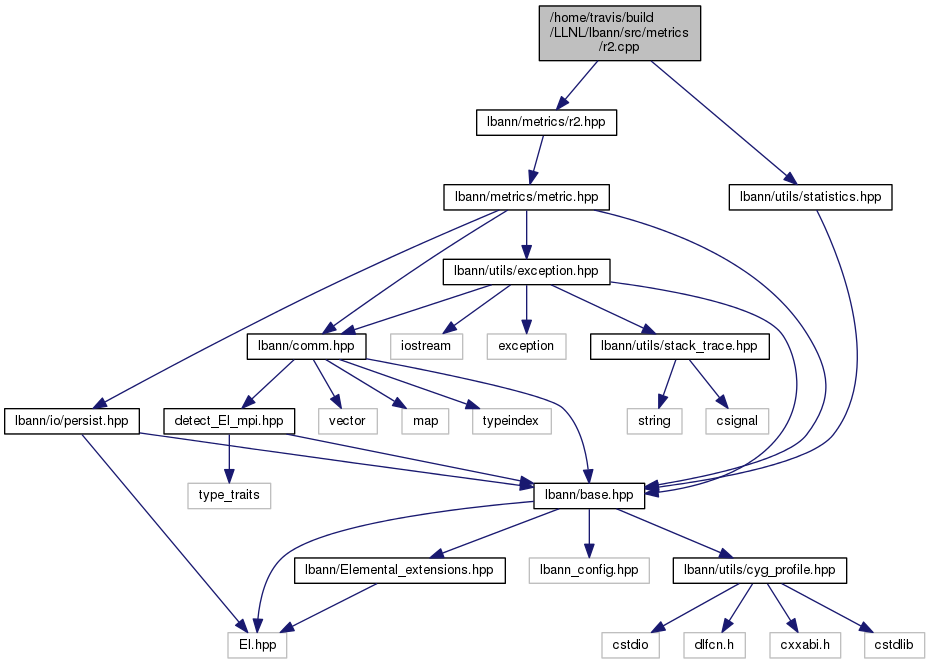 /home/travis/build
/LLNL/lbann/src/metrics
/r2.cpp
lbann/metrics/r2.hpp
lbann/metrics/metric.hpp
lbann/utils/statistics.hpp
lbann/utils/exception.hpp
lbann/comm.hpp
iostream
exception
lbann/utils/stack_trace.hpp
lbann/io/persist.hpp
detect_El_mpi.hpp
vector
map
typeindex
string
csignal
type_traits
lbann/base.hpp
lbann/Elemental_extensions.hpp
lbann_config.hpp
lbann/utils/cyg_profile.hpp
El.hpp
cstdio
dlfcn.h
cxxabi.h
cstdlib